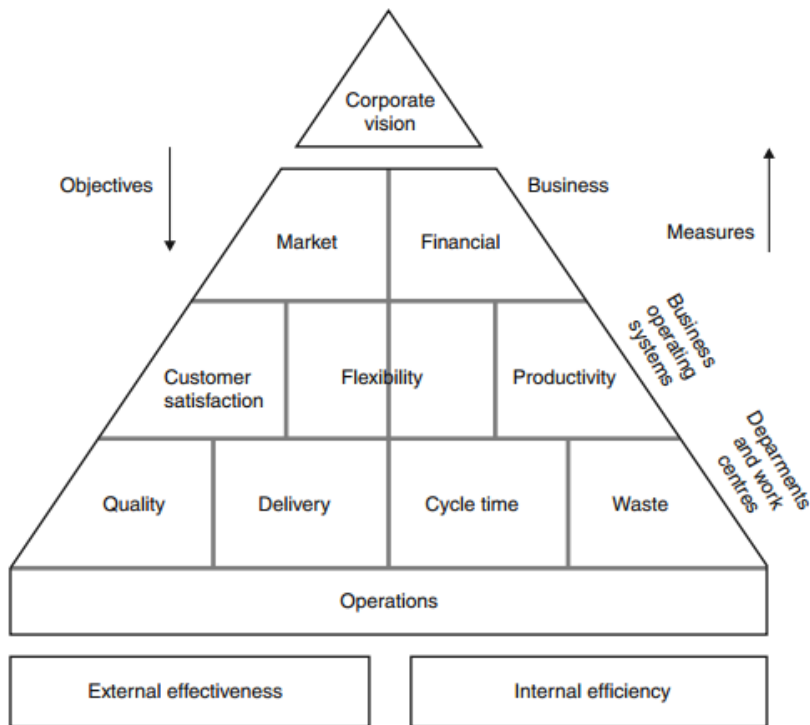 Corporate
vision
Objectives
Business
Measures
Market
Financial
Business
operating
systems
Customer
satisfaction
Flexibility
Productivity
Deparments
and work
centres
Quality
Delivery
Cycle time
Waste
Operations
External effectiveness
Internal efficiency